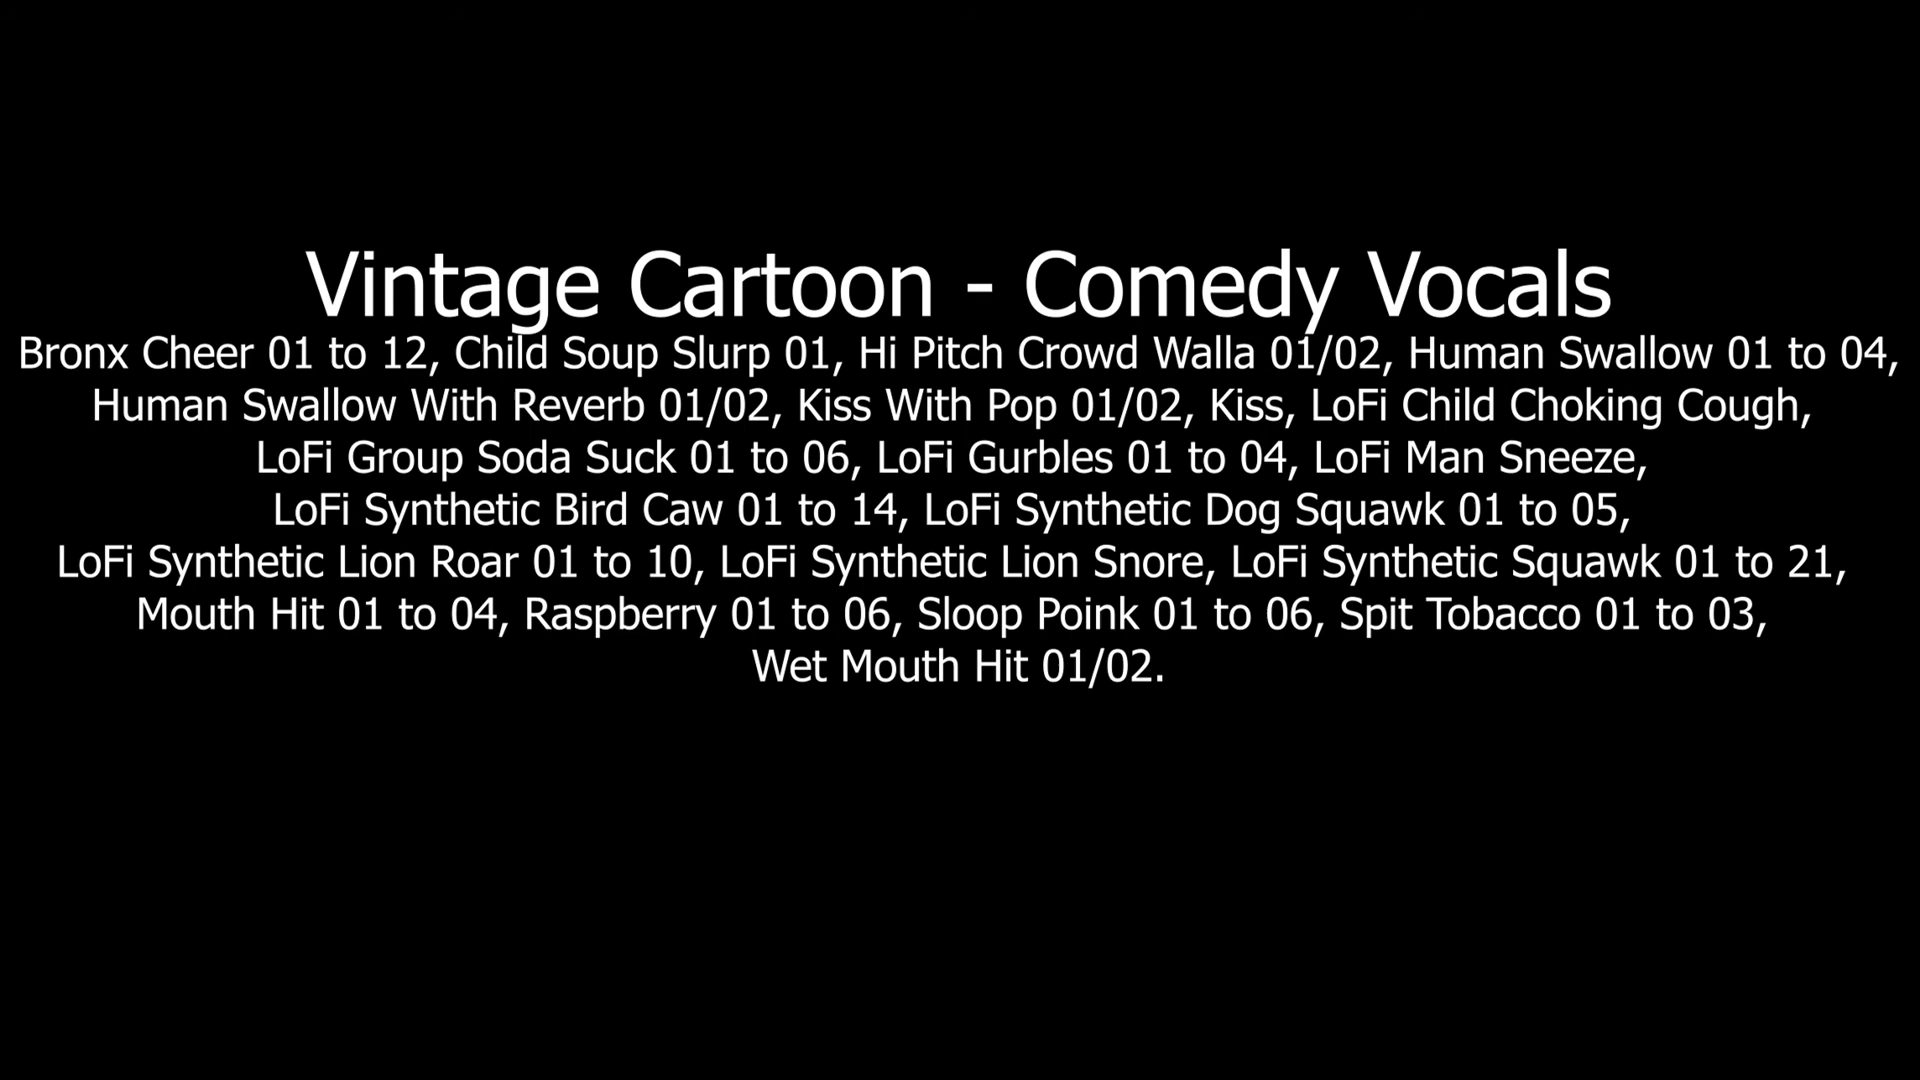 Vintage Cartoon - Comedy Vocals
Bronx Cheer 01 to 12, Child Soup Slurp 01, Hi Pitch Crowd Walla 01/02, Human Swallow 01 to 04,
Human Swallow With Reverb 01/02, Kiss With Pop 01/02, Kiss, LoFi Child Choking Cough,
LoFi Group Soda Suck 01 to 06, LoFi Gurbles 01 to 04, LoFi Man Sneeze,
LoFi Synthetic Bird Caw 01 to 14, LoFi Synthetic Dog Squawk 01 to 05,
LoFi Synthetic Lion Roar 01 to 10, LoFi Synthetic Lion Snore, LoFi Synthetic Squawk 01 to 21,
Mouth Hit 01 to 04, Raspberry 01 to 06, Sloop Poink 01 to 06, Spit Tobacco 01 to 03,
Wet Mouth Hit 01/02.